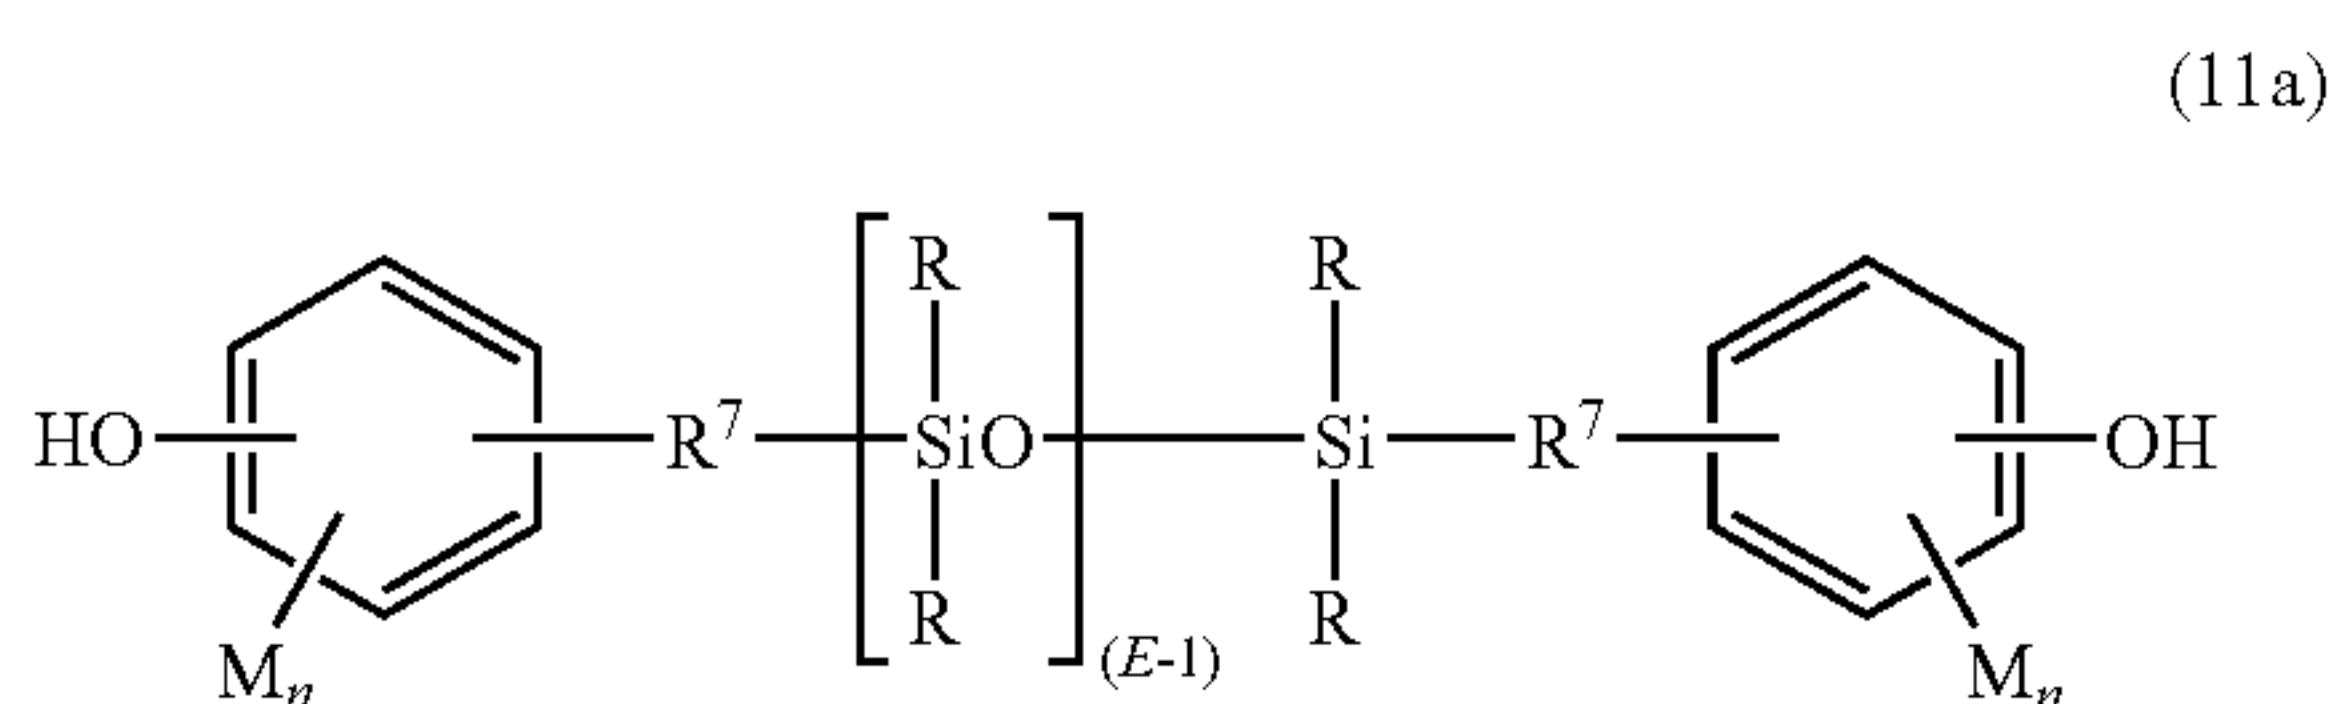 (11a)
R R
HO R⁷ SiO Si R⁷ OH
R R
(E-1)
Mₙ Mₙ